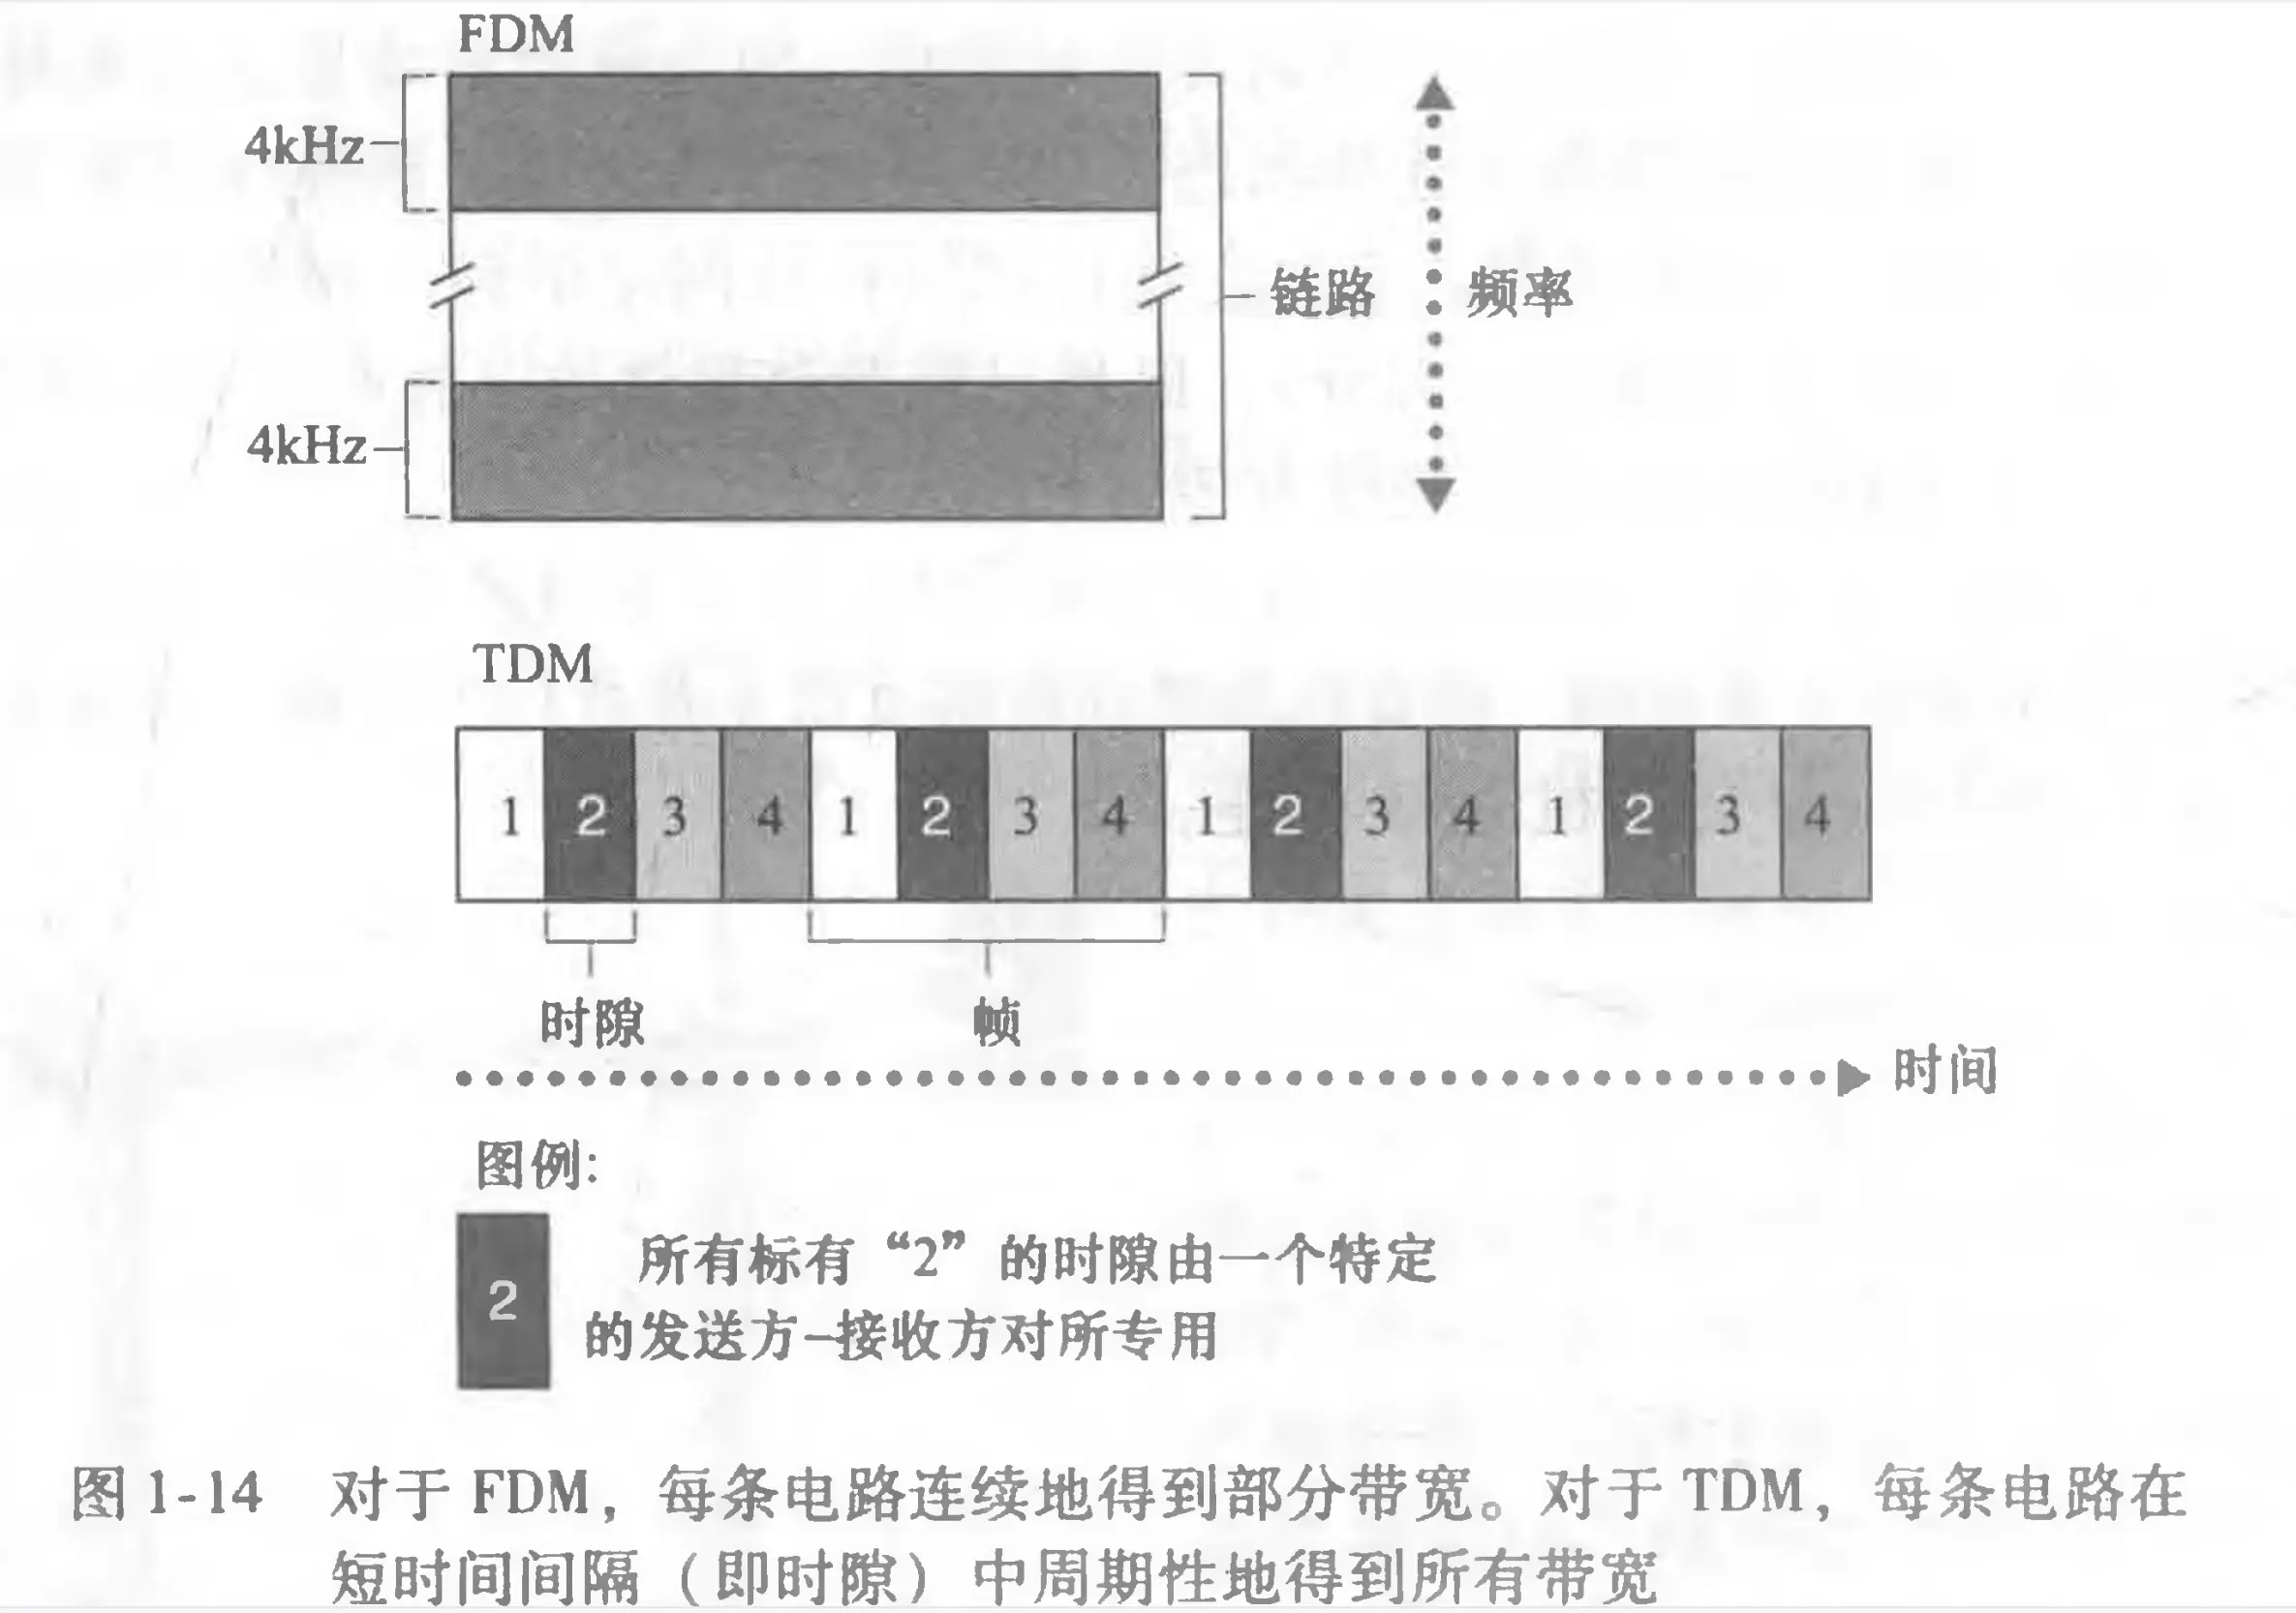 FDM
4kHz
链路
频率
4kHz
TDM
1 2 3 4 1 2 3 4 1 2 3 4 1 2 3 4
时隙
帧
时间
图例:
2
所有标有“2”的时隙由一个特定
的发送方-接收方对所专用
图 1-14 对于 FDM，每条电路连续地得到部分带宽。对于 TDM，每条电路在
短时间间隔（即时隙）中周期性地得到所有带宽